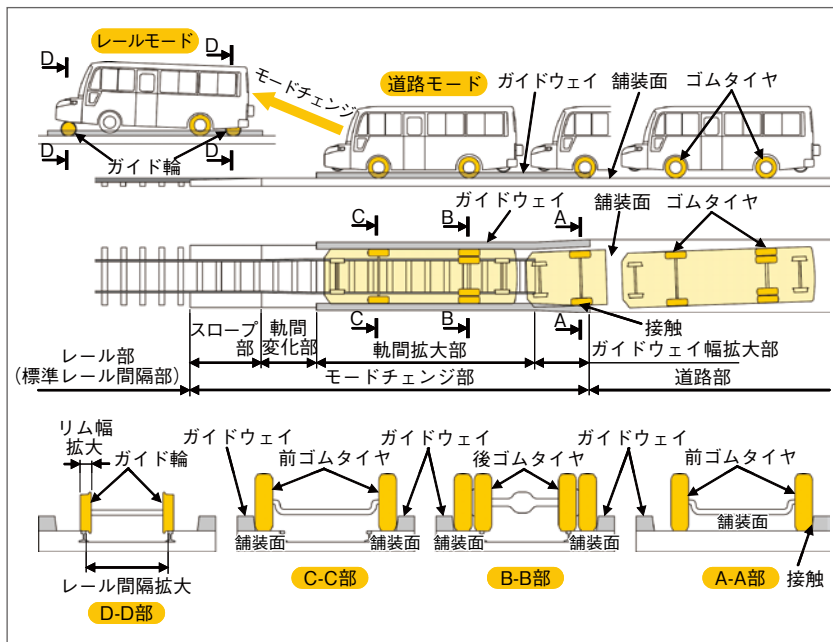 レールモード
D
D
モードチェンジ
道路モード
ガイドウェイ
舗装面
ゴムタイヤ
D
D
ガイド輪
ガイドウェイ
舗装面
ゴムタイヤ
C
B
A
C
B
A
接触
スロープ部
軌間変化部
軌間拡大部
ガイドウェイ幅拡大部
レール部
(標準レール間隔部)
モードチェンジ部
道路部
リム幅
拡大
ガイド輪
ガイドウェイ
前ゴムタイヤ
ガイドウェイ
後ゴムタイヤ
ガイドウェイ
前ゴムタイヤ
舗装面
舗装面
舗装面
舗装面
舗装面
レール間隔拡大
D-D部
C-C部
B-B部
A-A部
接触